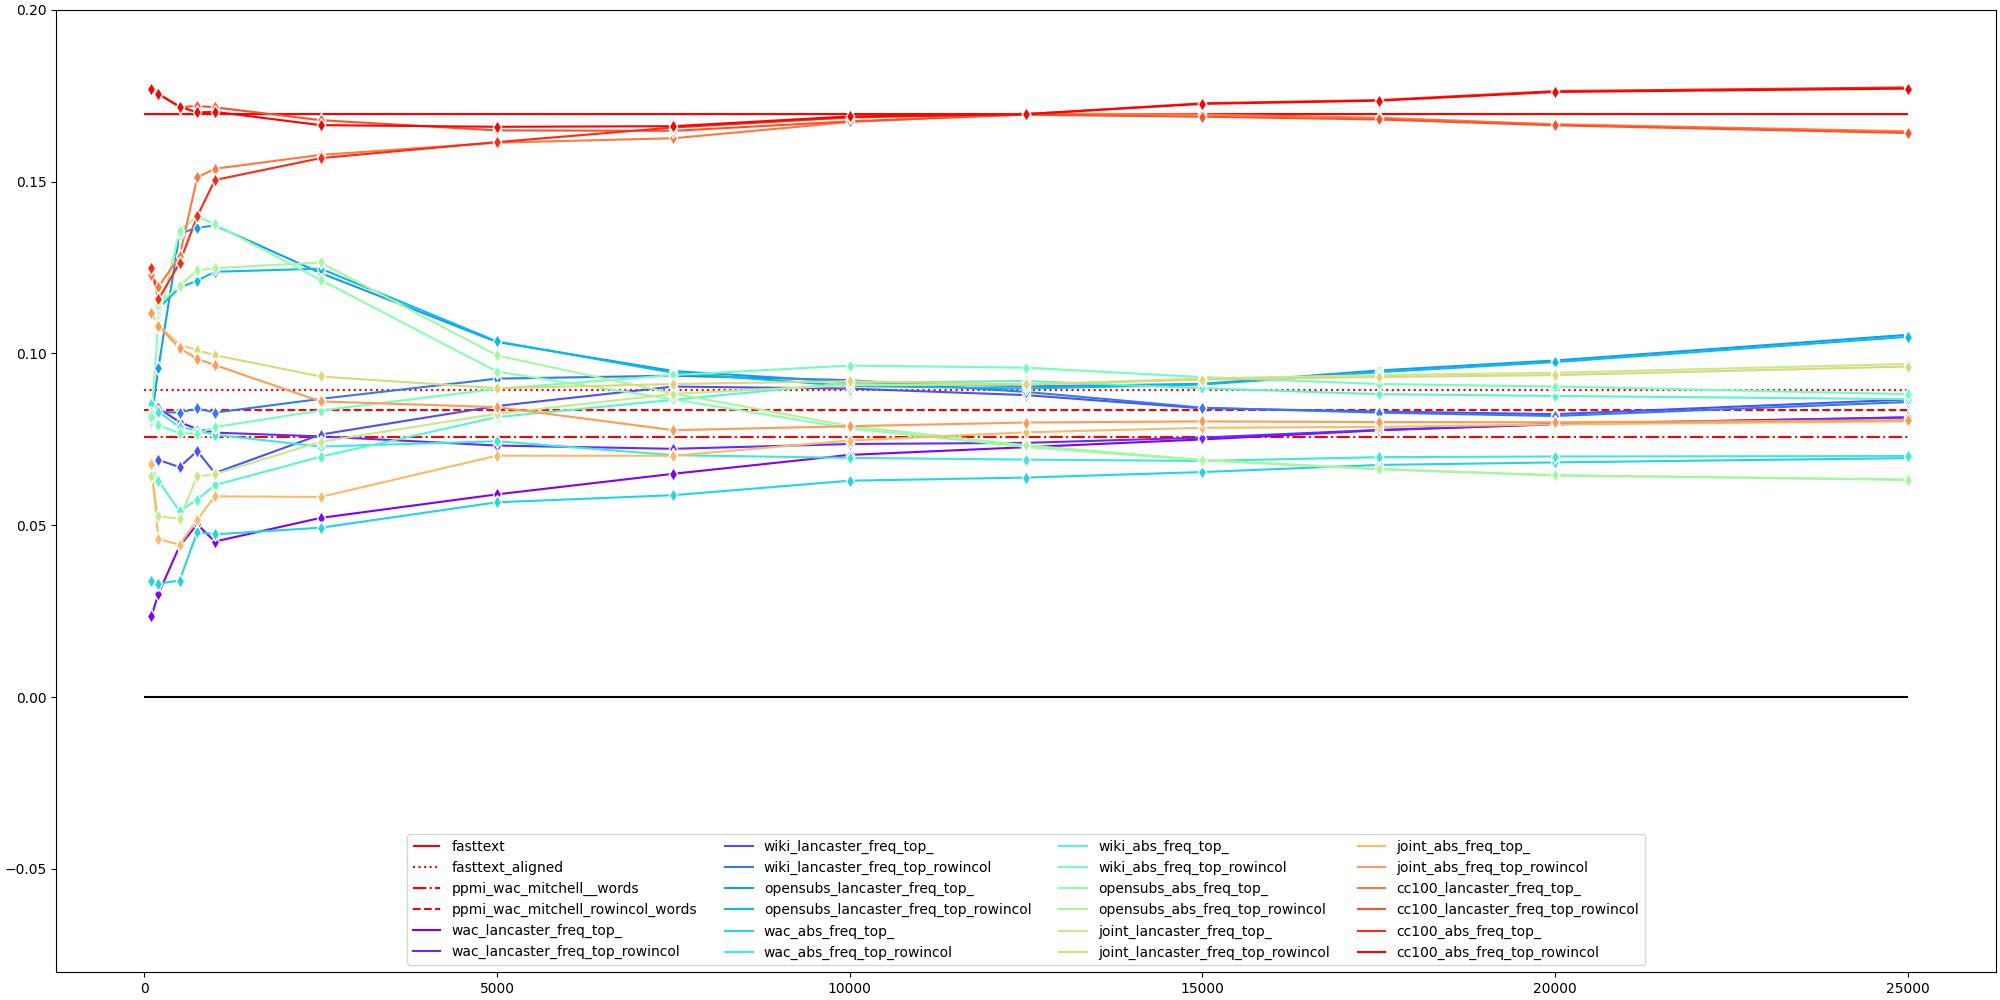 0.20
0.15
0.10
0.05
0.00
−0.05
fasttext
fasttext_aligned
ppmi_wac_mitchell__words
ppmi_wac_mitchell_rowincol_words
wac_lancaster_freq_top_
wac_lancaster_freq_top_rowincol
wiki_lancaster_freq_top_
wiki_lancaster_freq_top_rowincol
opensubs_lancaster_freq_top_
opensubs_lancaster_freq_top_rowincol
wac_abs_freq_top_
wac_abs_freq_top_rowincol
wiki_abs_freq_top_
wiki_abs_freq_top_rowincol
opensubs_abs_freq_top_
opensubs_abs_freq_top_rowincol
joint_lancaster_freq_top_
joint_lancaster_freq_top_rowincol
joint_abs_freq_top_
joint_abs_freq_top_rowincol
cc100_lancaster_freq_top_
cc100_lancaster_freq_top_rowincol
cc100_abs_freq_top_
cc100_abs_freq_top_rowincol
0 5000 10000 15000 20000 25000